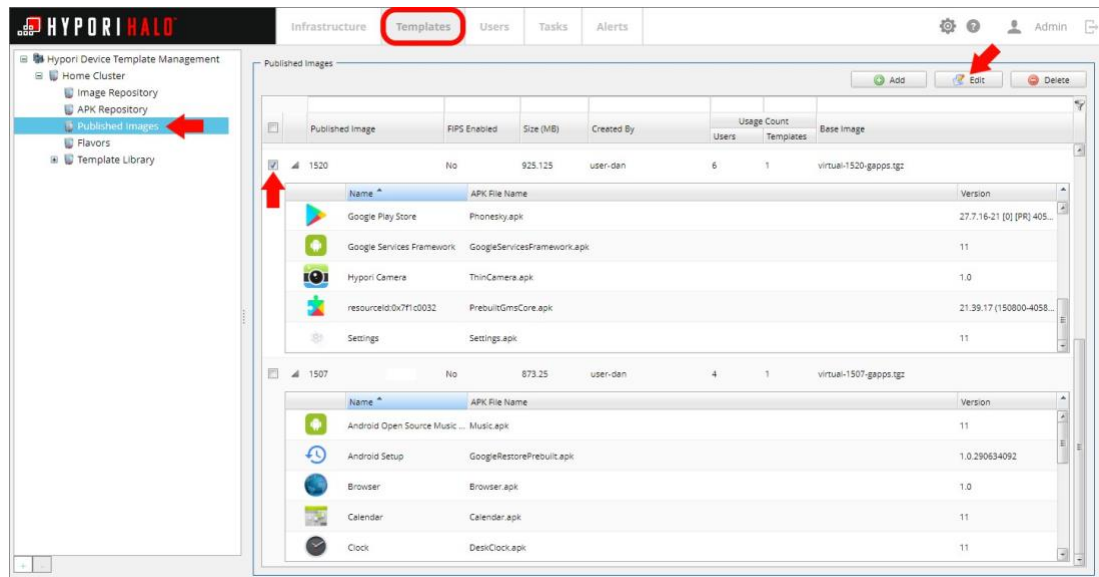 HYPORI HALO
Infrastructure Templates Users Tasks Alerts Admin
Hypori Device Template Management
Home Cluster
Image Repository
APK Repository
Published Images
Flavors
Template Library
Published Images
Add Edit Delete
Published Image FIPS Enabled Size (MB) Created By Usage Count Base Image
Users Templates
1520 No 925.125 user-dan 6 1 virtual-1520-gapps.tgz
Name APK File Name Version
Google Play Store Phonesky.apk 27.7.16-21 [0] [PR] 405...
Google Services Framework GoogleServicesFramework.apk 11
Hypori Camera ThinCamera.apk 1.0
resourceId:0x7f1c0032 PrebuiltGmsCore.apk 21.39.17 (150800-4058...
Settings Settings.apk 11
1507 No 873.25 user-dan 4 1 virtual-1507-gapps.tgz
Name APK File Name Version
Android Open Source Music ... Music.apk 11
Android Setup GoogleRestorePrebuilt.apk 1.0.290634092
Browser Browser.apk 1.0
Calendar Calendar.apk 11
Clock DeskClock.apk 11